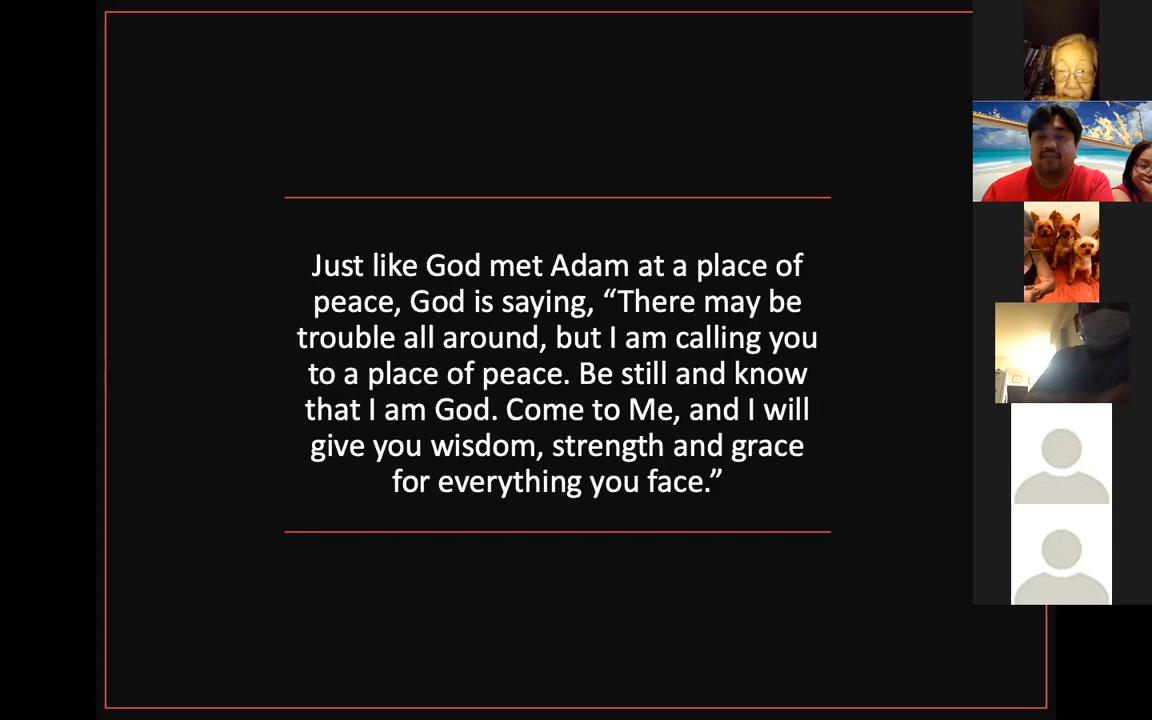 Just like God met Adam at a place of
peace, God is saying, “There may be
trouble all around, but I am calling you
to a place of peace. Be still and know
that I am God. Come to Me, and I will
give you wisdom, strength and grace
for everything you face.”